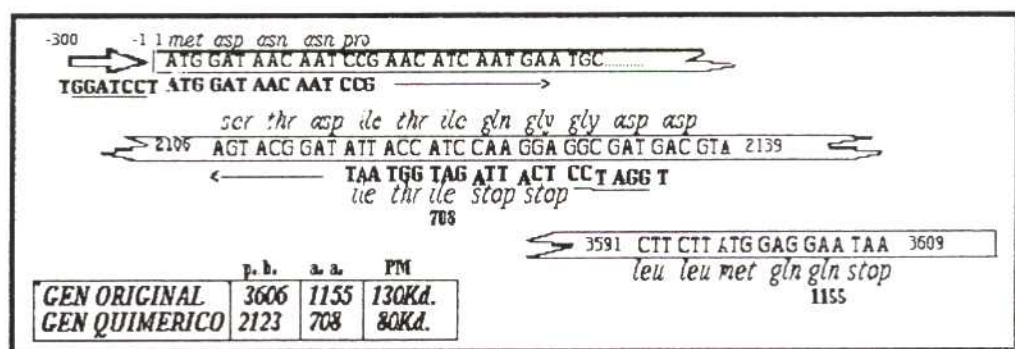 -300 -1 1 met asp asn asn pro
ATG GAT AAC AAT CCG AAC ATC AAT GAA TGC..........
TGGATCCT ATG GAT AAC AAT CCG
scr thr asp ile thr ilc gln gly gly asp asp
2106 AGT ACG GAT ATT ACC ATC CAA GGA GGC GAT GAC GTA 2139
TAA TGG TAG ATT ACT CC TAGG T
ile thr ile stop stop
708
3591 CTT CTT ATG GAG GAA TAA 3609
leu leu met gln gln stop
1155
p. b. a. a. PM
GEN ORIGINAL 3606 1155 130Kd.
GEN QUIMERICO 2123 708 80Kd.